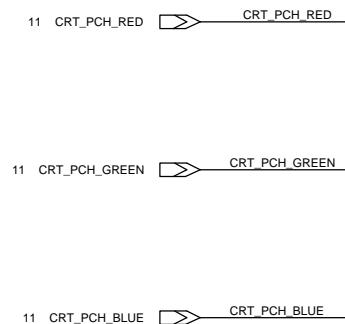 11 CRT_PCH_RED CRT_PCH_RED
11 CRT_PCH_GREEN CRT_PCH_GREEN
11 CRT_PCH_BLUE CRT_PCH_BLUE